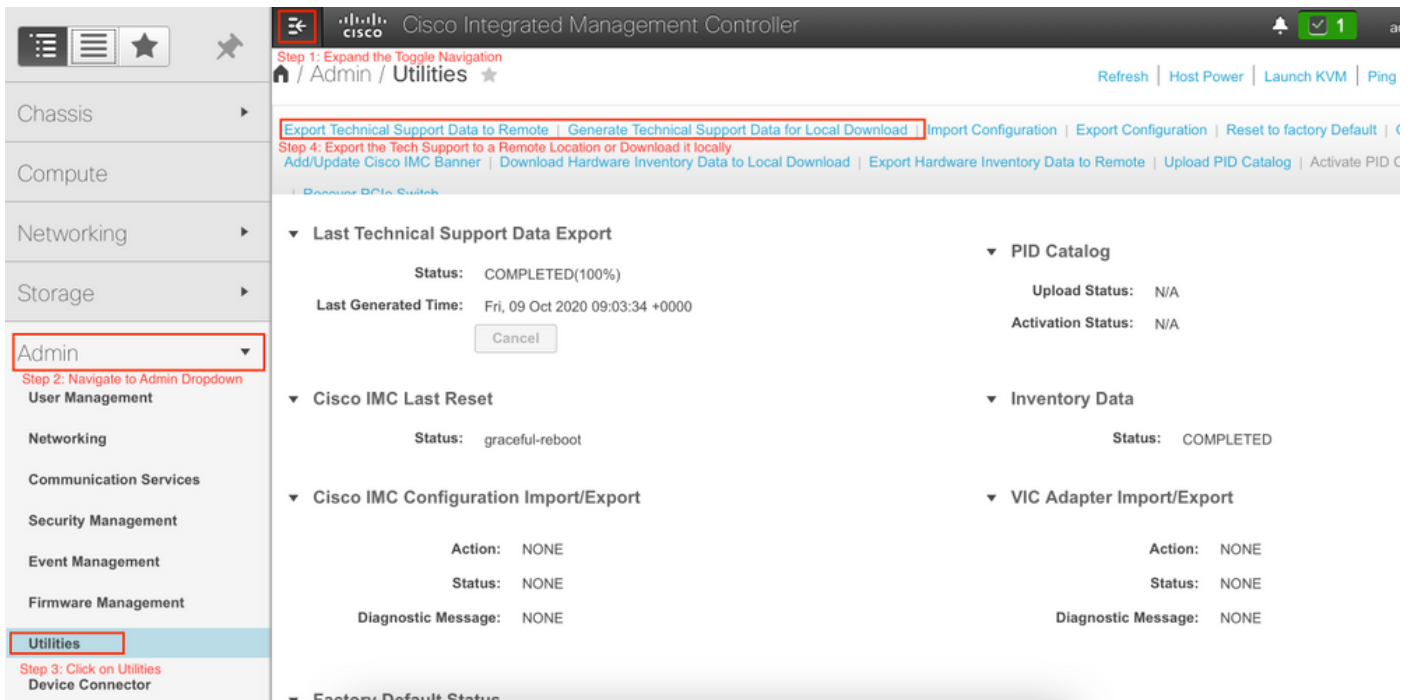 cisco Cisco Integrated Management Controller 1
Step 1: Expand the Toggle Navigation
/ Admin / Utilities
Refresh | Host Power | Launch KVM | Ping
Chassis
Compute
Networking
Storage
Admin
Step 2: Navigate to Admin Dropdown
User Management
Networking
Communication Services
Security Management
Event Management
Firmware Management
Utilities
Step 3: Click on Utilities
Device Connector
Export Technical Support Data to Remote | Generate Technical Support Data for Local Download | Import Configuration | Export Configuration | Reset to factory Default |
Step 4: Export the Tech Support to a Remote Location or Download it locally
Add/Update Cisco IMC Banner | Download Hardware Inventory Data to Local Download | Export Hardware Inventory Data to Remote | Upload PID Catalog | Activate PID
| Recover PCIe Switch
Last Technical Support Data Export
Status: COMPLETED(100%)
Last Generated Time: Fri, 09 Oct 2020 09:03:34 +0000
Cancel
PID Catalog
Upload Status: N/A
Activation Status: N/A
Cisco IMC Last Reset
Status: graceful-reboot
Inventory Data
Status: COMPLETED
Cisco IMC Configuration Import/Export
Action: NONE
Status: NONE
Diagnostic Message: NONE
VIC Adapter Import/Export
Action: NONE
Status: NONE
Diagnostic Message: NONE
Factory Default Status